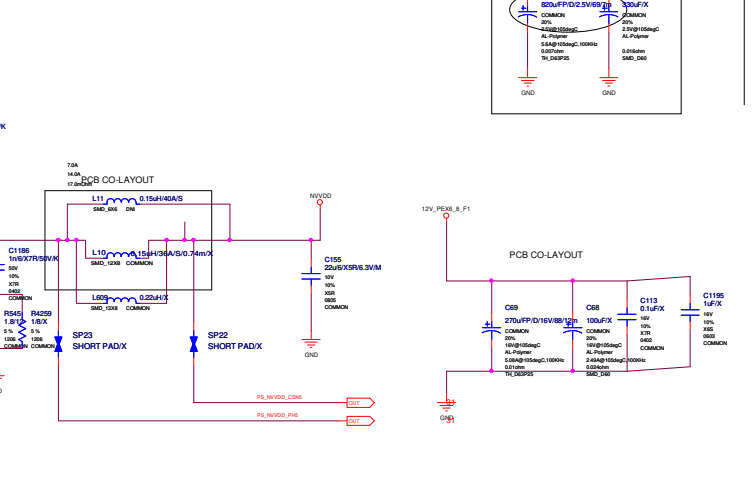 820u/FP/D/2.5V/69/7m
COMMON
20%
2.5V@105degC
AL-Polymer
5.6A@105degC,100KHz
0.007ohm
TH_D63P25
GND
330uF/X
COMMON
20%
2.5V@105degC
AL-Polymer
0.016ohm
SMD_D60
GND
/K
7.0A
14.0A
17.0mOhm
PCB CO-LAYOUT
L11
0.15uH/40A/S
SMD_6X6
DNI
L10
0.15uH/36A/S/0.74m/X
SMD_12X8
COMMON
L609
0.22uH/X
SMD_13X8
COMMON
NVVDD
C1186
1n/6/X7R/50V/K
50V
10%
X7R
0402
COMMON
R545
1.8/12
5 %
1206
COMMON
R4259
1/8/X
5 %
1206
COMMON
SP23
SHORT PAD/X
SP22
SHORT PAD/X
C155
22u/6/X5R/6.3V/M
10V
10%
X5R
0805
COMMON
GND
PS_NVVDD_CSN5
OUT
PS_NVVDD_PH5
OUT
12V_PEX6_8_F1
PCB CO-LAYOUT
C69
270u/FP/D/16V/88/12m
COMMON
20%
16V@105degC
AL-Polymer
5.08A@105degC,100KHz
0.01ohm
TH_D63P25
C68
100uF/X
COMMON
20%
16V@105degC
AL-Polymer
2.49A@105degC,100KHz
0.024ohm
SMD_D60
C113
0.1uF/X
16V
10%
X7R
0402
COMMON
C1195
1uF/X
16V
10%
X6S
0603
COMMON
GND